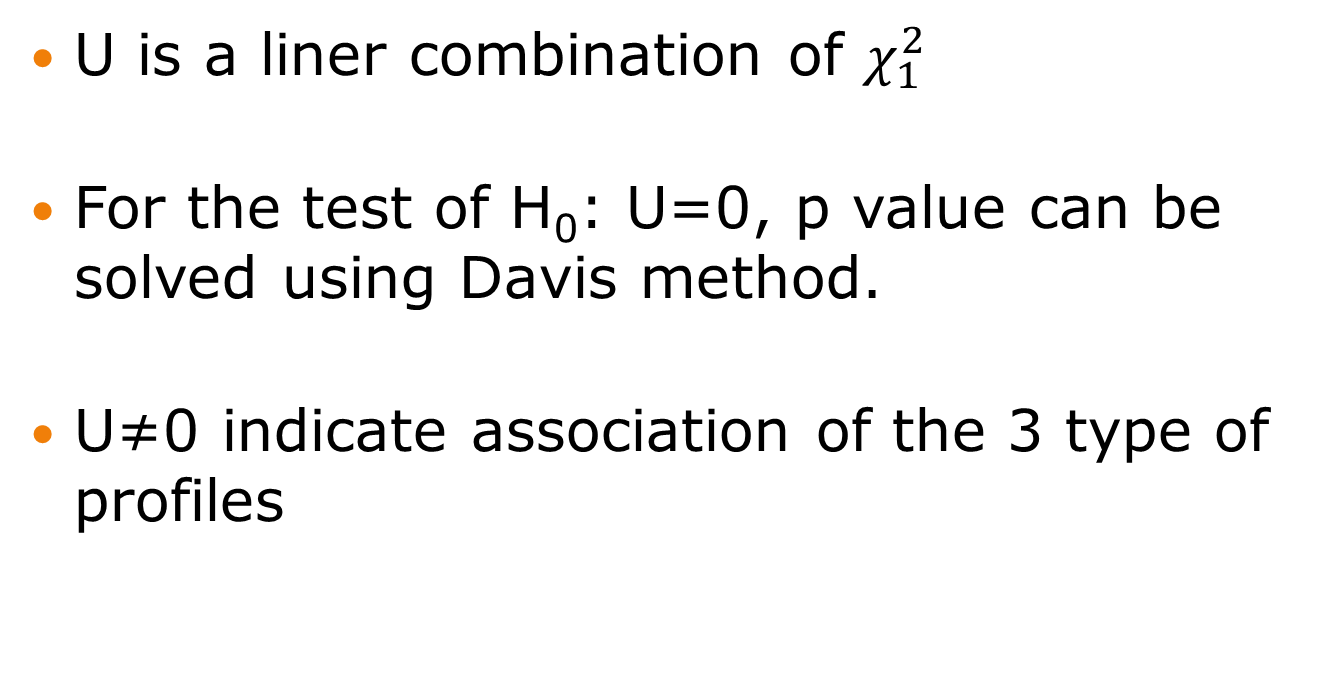 • U is a liner combination of χ₁²
• For the test of H₀: U=0, p value can be
solved using Davis method.
• U≠0 indicate association of the 3 type of
profiles